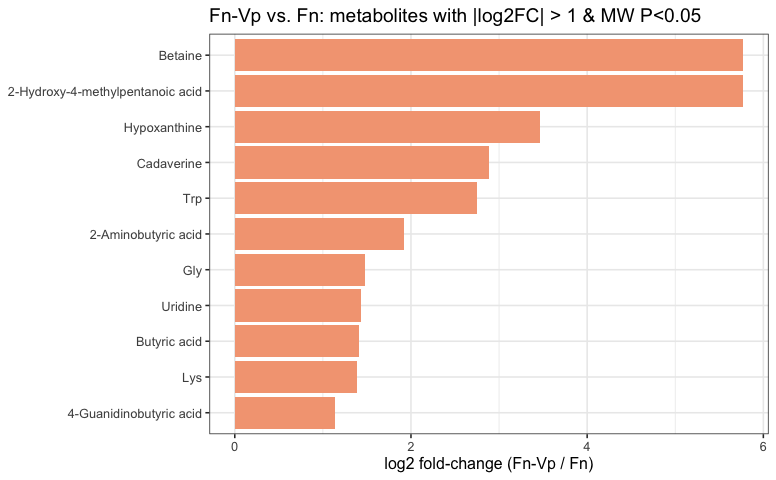 Fn-Vp vs. Fn: metabolites with |log2FC| > 1 & MW P<0.05
Betaine
2-Hydroxy-4-methylpentanoic acid
Hypoxanthine
Cadaverine
Trp
2-Aminobutyric acid
Gly
Uridine
Butyric acid
Lys
4-Guanidinobutyric acid
0 2 4 6
log2 fold-change (Fn-Vp / Fn)